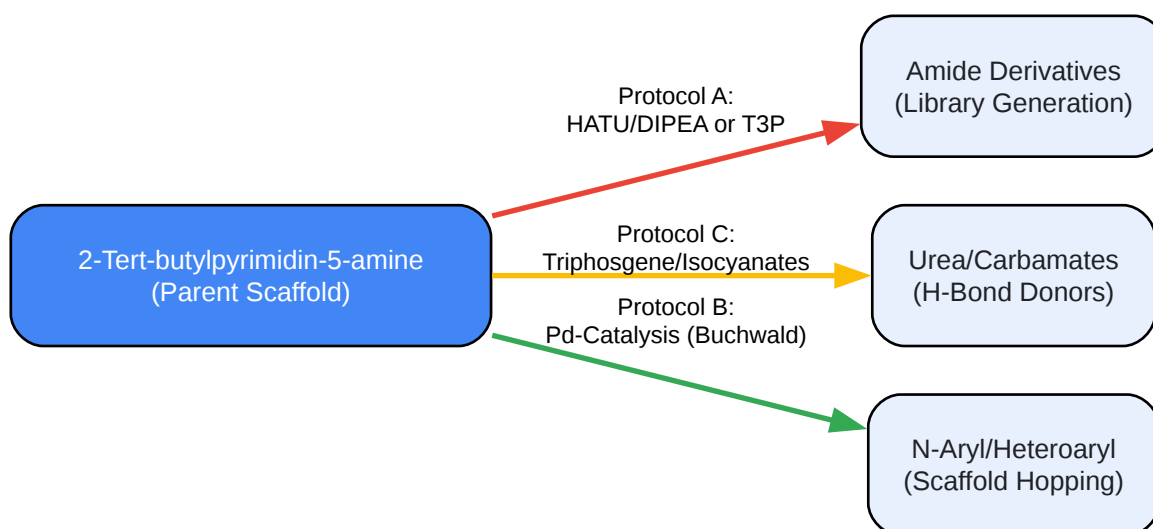 Amide Derivatives
(Library Generation)
Protocol A:
HATU/DIPEA or T3P
2-Tert-butylpyrimidin-5-amine
(Parent Scaffold)
Protocol C:
Triphosgene/Isocyanates
Urea/Carbamates
(H-Bond Donors)
Protocol B:
Pd-Catalysis (Buchwald)
N-Aryl/Heteroaryl
(Scaffold Hopping)